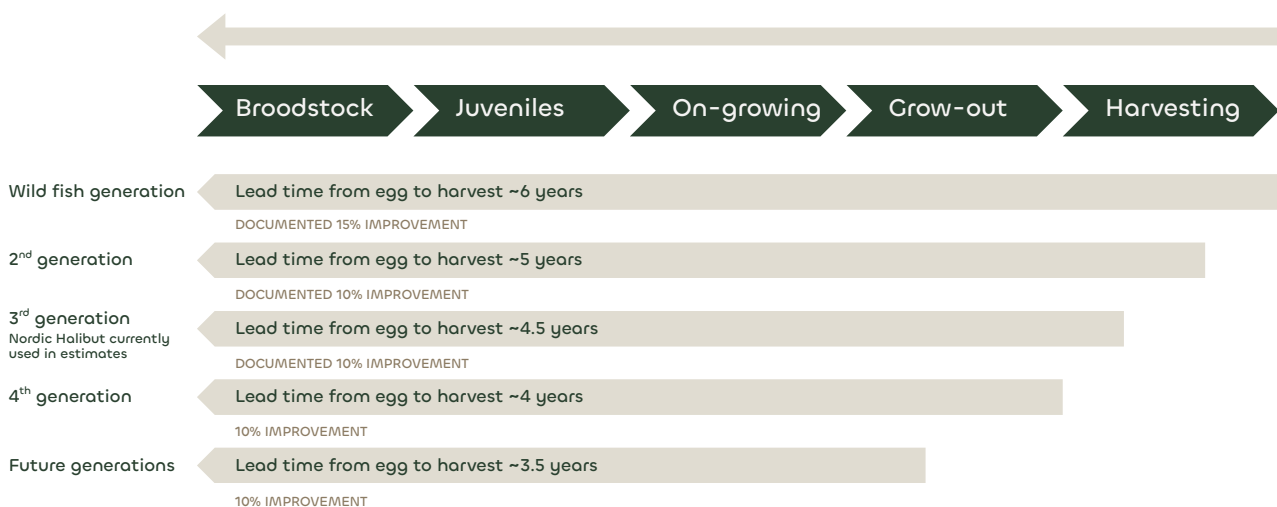 Broodstock
Juveniles
On-growing
Grow-out
Harvesting
Wild fish generation
Lead time from egg to harvest ~6 years
DOCUMENTED 15% IMPROVEMENT
2nd generation
Lead time from egg to harvest ~5 years
DOCUMENTED 10% IMPROVEMENT
3rd generation
Nordic Halibut currently
used in estimates
Lead time from egg to harvest ~4.5 years
DOCUMENTED 10% IMPROVEMENT
4th generation
Lead time from egg to harvest ~4 years
10% IMPROVEMENT
Future generations
Lead time from egg to harvest ~3.5 years
10% IMPROVEMENT